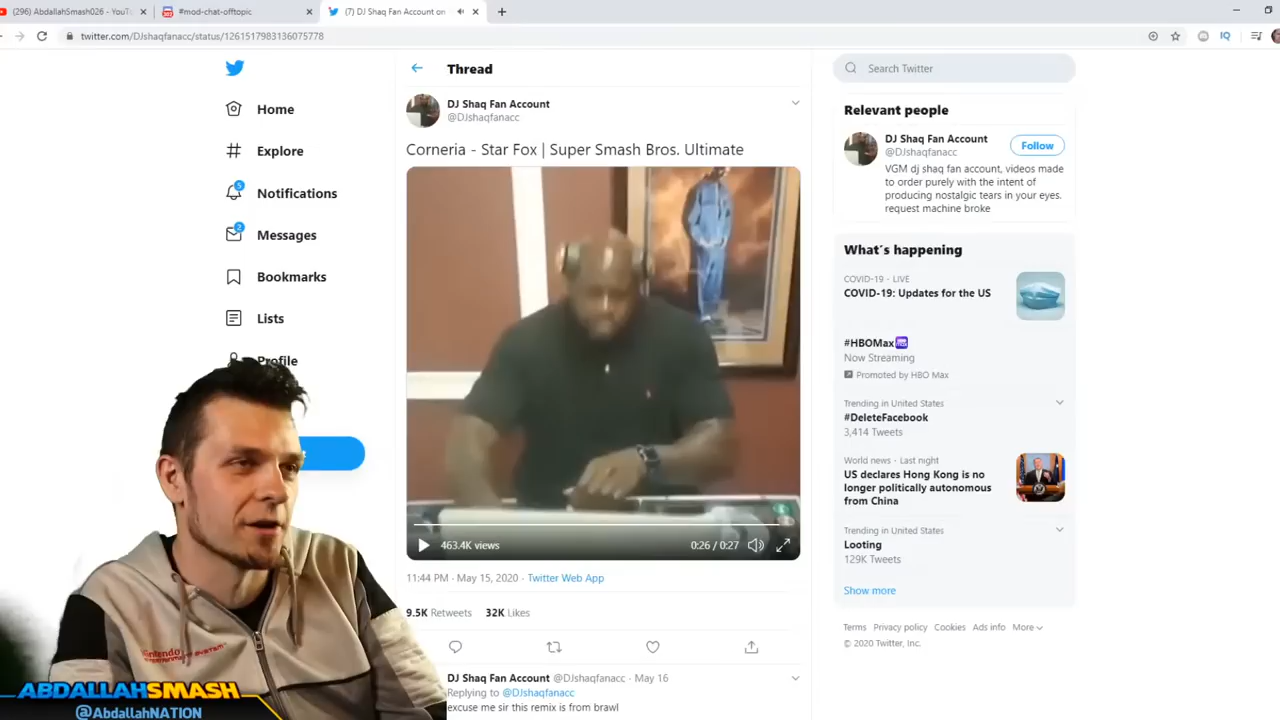 (296) AbdallahSmash026 - YouTu
#mod-chat-offtopic
(7) DJ Shaq Fan Account on
twitter.com/DJshaqfanacc/status/1261517983136075778
IQ
Home
Explore
5
Notifications
2
Messages
Bookmarks
Lists
Profile
Thread
DJ Shaq Fan Account
@DJshaqfanacc
Corneria - Star Fox | Super Smash Bros. Ultimate
463.4K views
0:26 / 0:27
11:44 PM · May 15, 2020 · Twitter Web App
9.5K Retweets 32K Likes
DJ Shaq Fan Account @DJshaqfanacc · May 16
Replying to @DJshaqfanacc
excuse me sir this remix is from brawl
Search Twitter
Relevant people
DJ Shaq Fan Account
@DJshaqfanacc
Follow
VGM dj shaq fan account, videos made
to order purely with the intent of
producing nostalgic tears in your eyes.
request machine broke
What's happening
COVID-19 · LIVE
COVID-19: Updates for the US
#HBOMax
Now Streaming
Promoted by HBO Max
Trending in United States
#DeleteFacebook
3,414 Tweets
World news · Last night
US declares Hong Kong is no
longer politically autonomous
from China
Trending in United States
Looting
129K Tweets
Show more
Terms Privacy policy Cookies Ads info More
© 2020 Twitter, Inc.
Nintendo
ABDALLAHSMASH
@AbdallahNATION